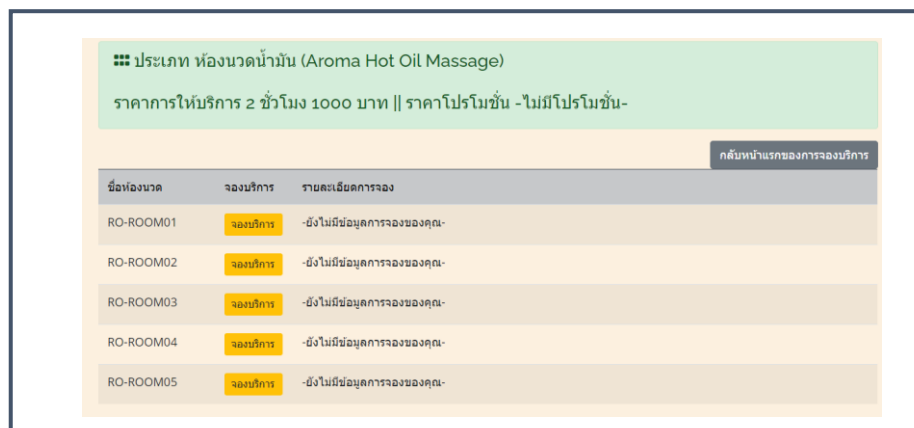 ประเภท ห้องนวดน้ำมัน (Aroma Hot Oil Massage)
ราคาการให้บริการ 2 ชั่วโมง 1000 บาท || ราคาโปรโมชั่น -ไม่มีโปรโมชั่น-
กลับหน้าแรกของการจองบริการ
ชื่อห้องนวด จองบริการ รายละเอียดการจอง
RO-ROOM01 จองบริการ -ยังไม่มีข้อมูลการจองของคุณ-
RO-ROOM02 จองบริการ -ยังไม่มีข้อมูลการจองของคุณ-
RO-ROOM03 จองบริการ -ยังไม่มีข้อมูลการจองของคุณ-
RO-ROOM04 จองบริการ -ยังไม่มีข้อมูลการจองของคุณ-
RO-ROOM05 จองบริการ -ยังไม่มีข้อมูลการจองของคุณ-